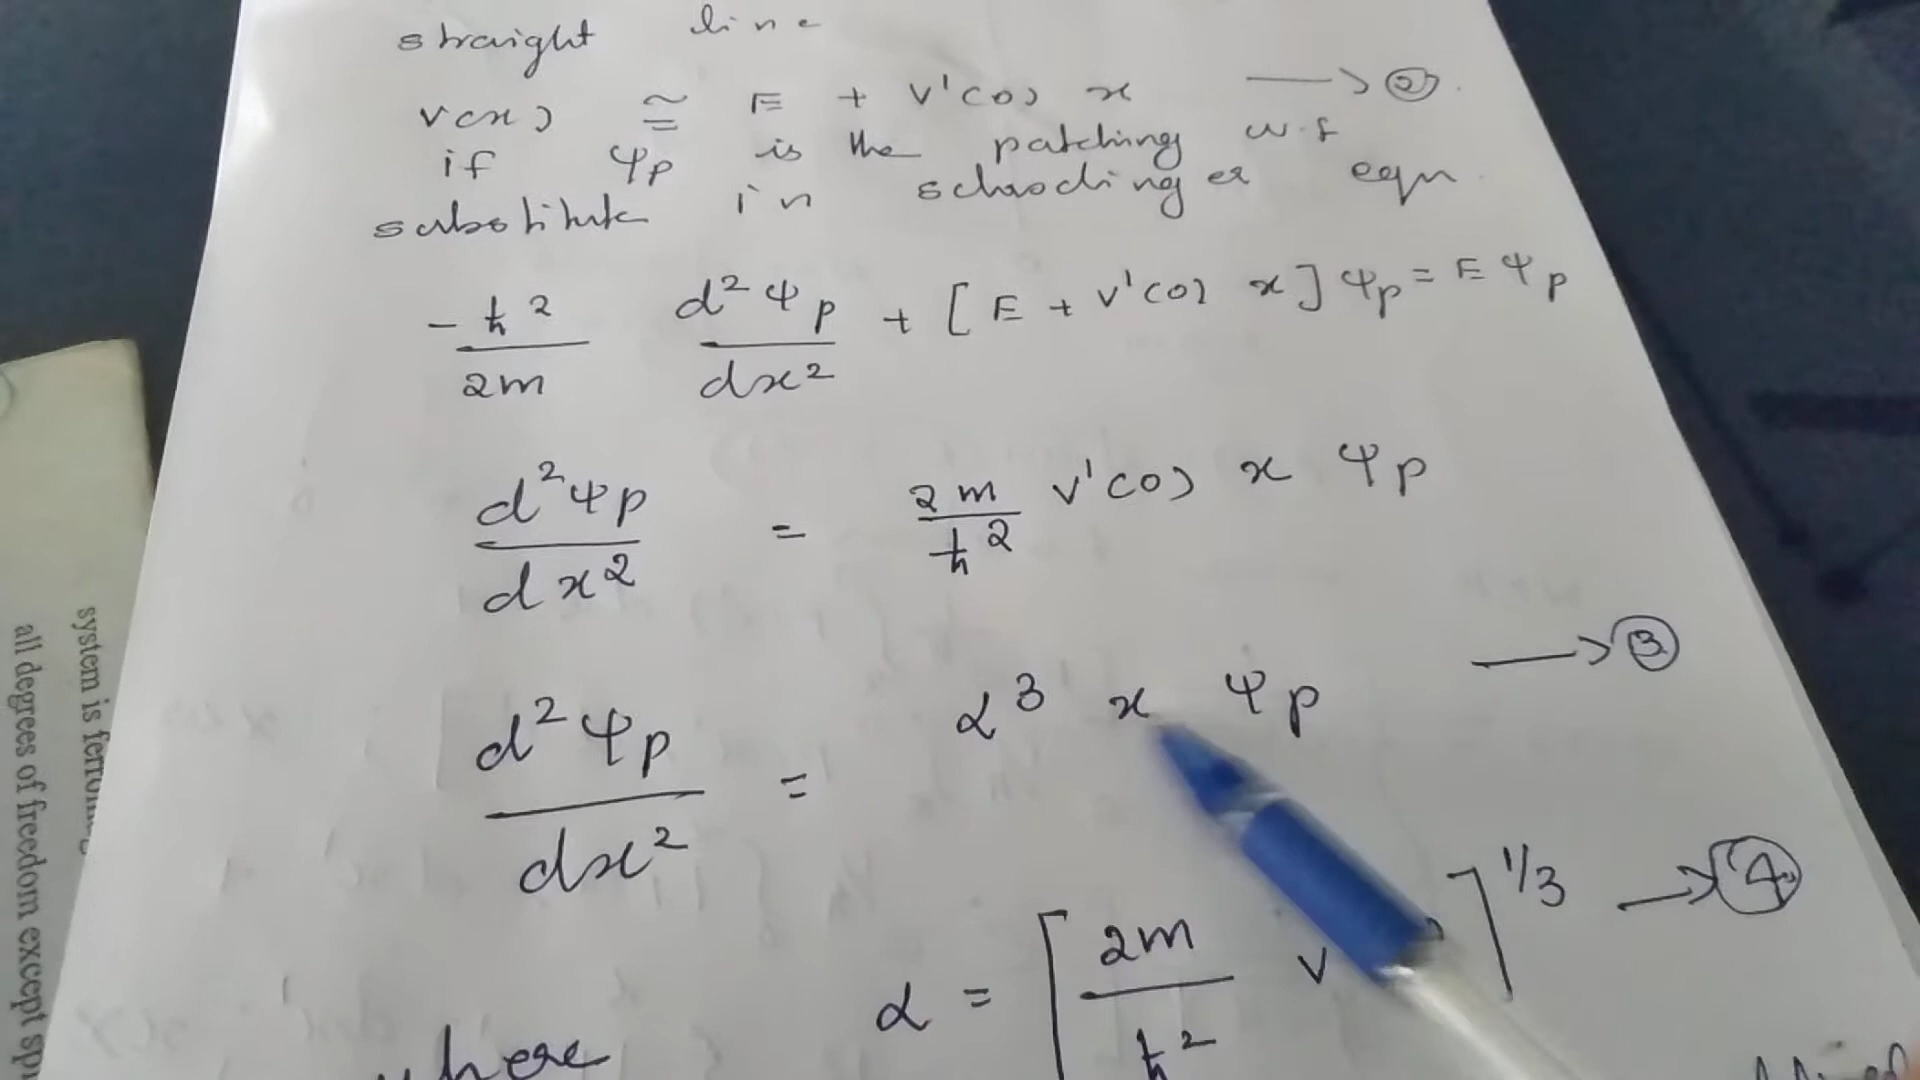 straight line
v(x) ≅ E + V'(0) x → ②
if ψp is the patching w.f
substitute in schrodinger eqn.
-ħ²/2m d²ψp/dx² + [E + V'(0) x] ψp = E ψp
d²ψp/dx² = 2m/ħ² V'(0) x ψp
d²ψp/dx² = α³ x ψp → ③
α = [2m/ħ² V ]^1/3 → ④
where
system is
all degrees of freedom except